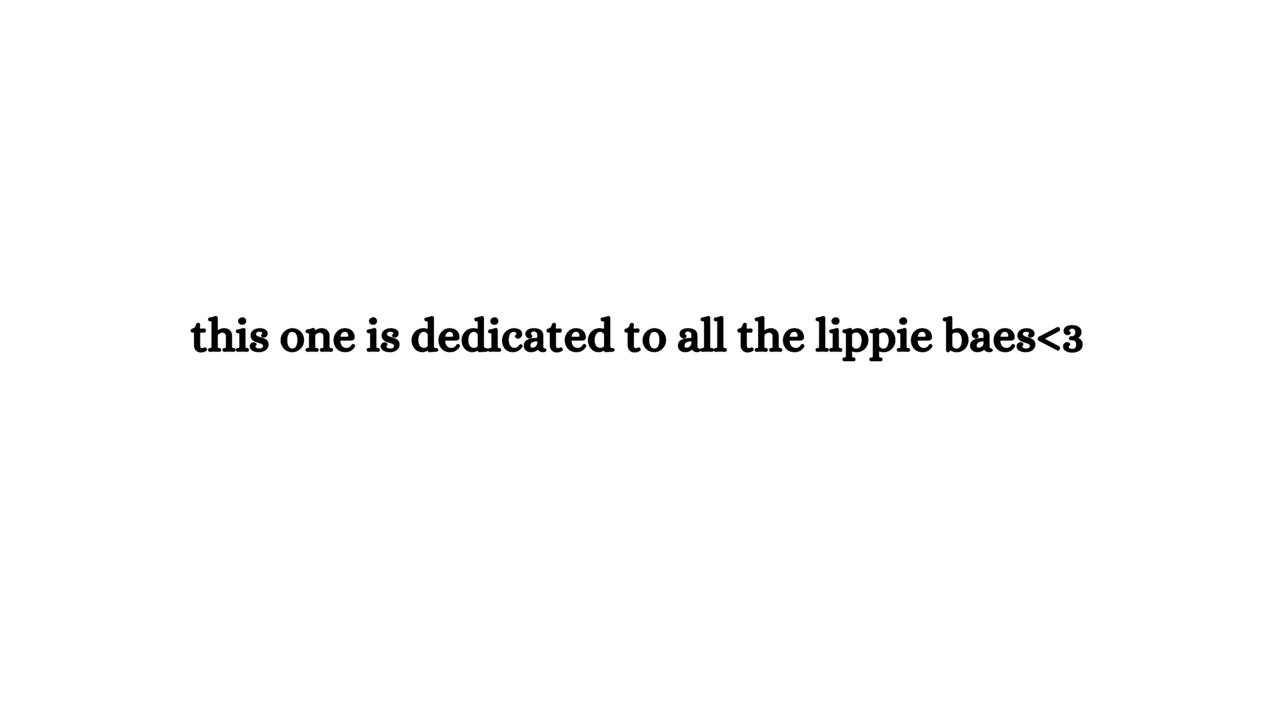 this one is dedicated to all the lippie baes<3